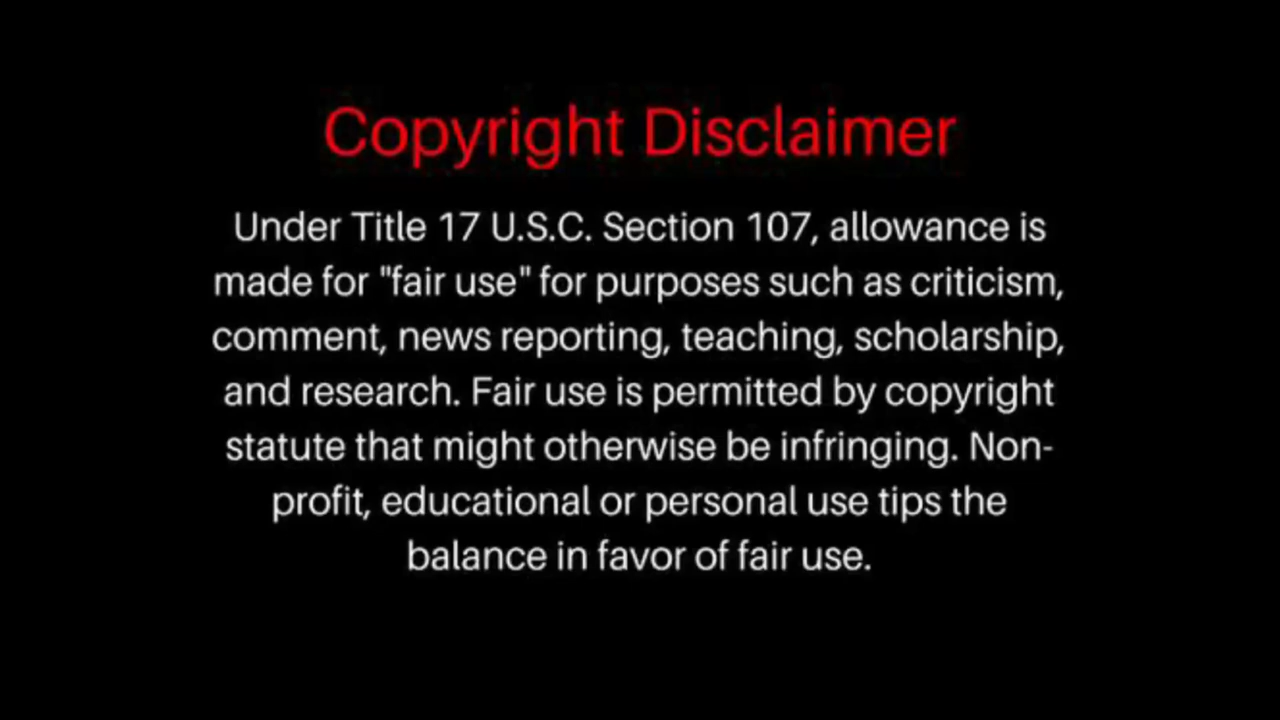 Copyright Disclaimer
Under Title 17 U.S.C. Section 107, allowance is
made for "fair use" for purposes such as criticism,
comment, news reporting, teaching, scholarship,
and research. Fair use is permitted by copyright
statute that might otherwise be infringing. Non-
profit, educational or personal use tips the
balance in favor of fair use.